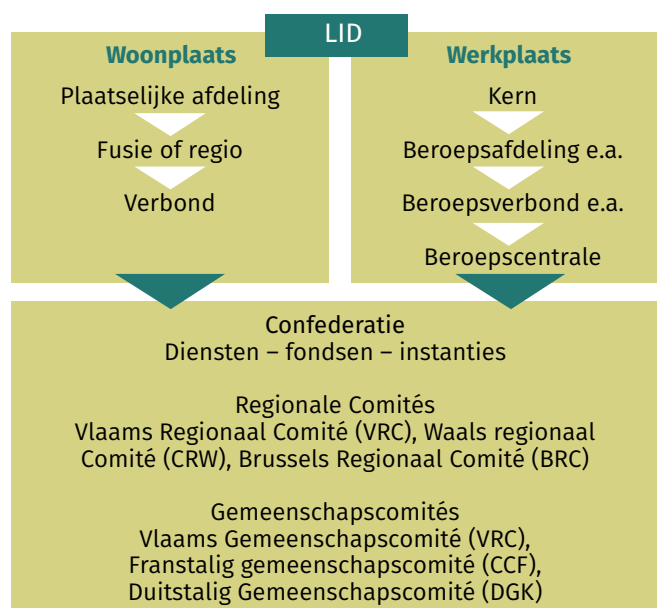 LID
Woonplaats
Plaatselijke afdeling
Fusie of regio
Verbond
Werkplaats
Kern
Beroepsafdeling e.a.
Beroepsverbond e.a.
Beroepscentrale
Confederatie
Diensten – fondsen – instanties
Regionale Comités
Vlaams Regionaal Comité (VRC), Waals regionaal
Comité (CRW), Brussels Regionaal Comité (BRC)
Gemeenschapscomités
Vlaams Gemeenschapscomité (VRC),
Franstalig gemeenschapscomité (CCF),
Duitstalig Gemeenschapscomité (DGK)